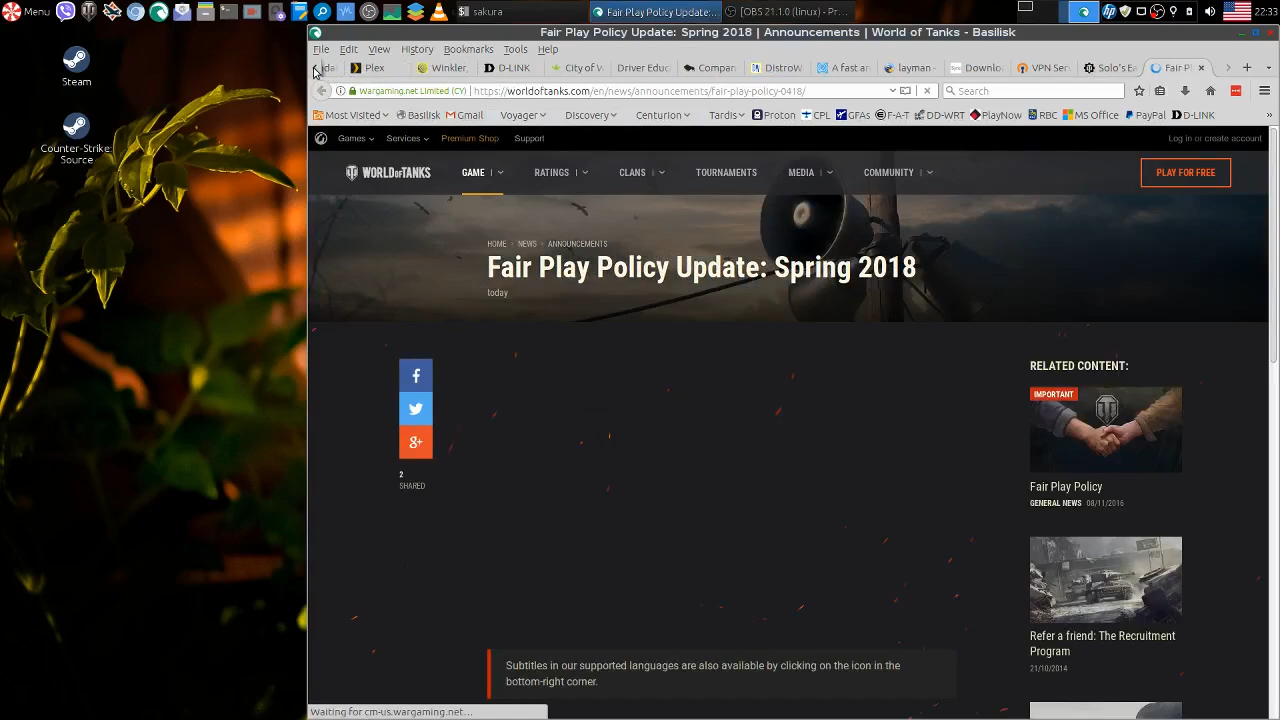 Menu
sakura
Fair Play Policy Update:...
[OBS 21.1.0 (linux) - Pr...
22:33
Steam
Counter-Strike
Source
Fair Play Policy Update: Spring 2018 | Announcements | World of Tanks - Basilisk
File Edit View History Bookmarks Tools Help
Plex Winkler, D-LINK City of V Driver Educ Compar Distrow A fast ar layman - Downlo VPN Serv Solo's Ea Fair Pl
Wargaming.net Limited (CY) https://worldoftanks.com/en/news/announcements/fair-play-policy-0418/ Search
Most Visited Basilisk Gmail Voyager Discovery Centurion Tardis Proton CPL GFAs F-A-T DD-WRT PlayNow RBC MS Office PayPal D-LINK
Games Services Premium Shop Support Log in or create account
WORLD OF TANKS GAME RATINGS CLANS TOURNAMENTS MEDIA COMMUNITY PLAY FOR FREE
HOME NEWS ANNOUNCEMENTS
Fair Play Policy Update: Spring 2018
today
2
SHARED
RELATED CONTENT:
IMPORTANT
Fair Play Policy
GENERAL NEWS 08/11/2016
Refer a friend: The Recruitment
Program
21/10/2014
Subtitles in our supported languages are also available by clicking on the icon in the
bottom-right corner.
Waiting for cm-us.wargaming.net...